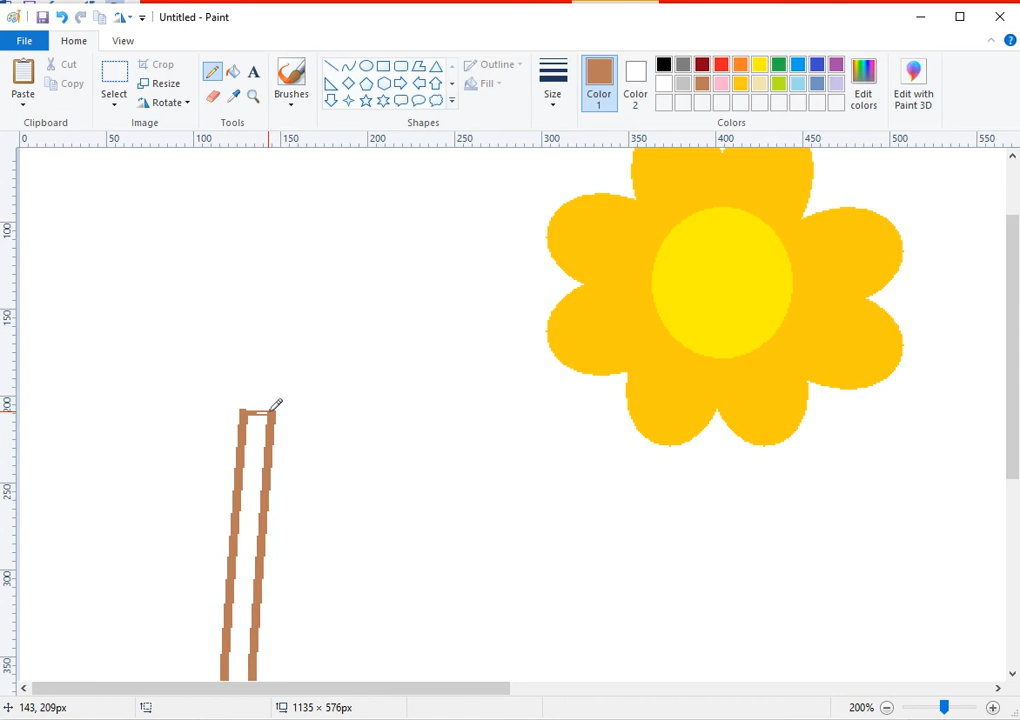 Untitled - Paint
File Home View
Paste
Cut
Copy
Clipboard
Select
Crop
Resize
Rotate
Image
A
Tools
Brushes
Outline
Fill
Shapes
Size
Color 1
Color 2
Edit colors
Colors
Edit with Paint 3D
0 50 100 150 200 250 300 350 400 450 500 550
100
150
200
250
300
350
143, 209px
1135 × 576px
200%